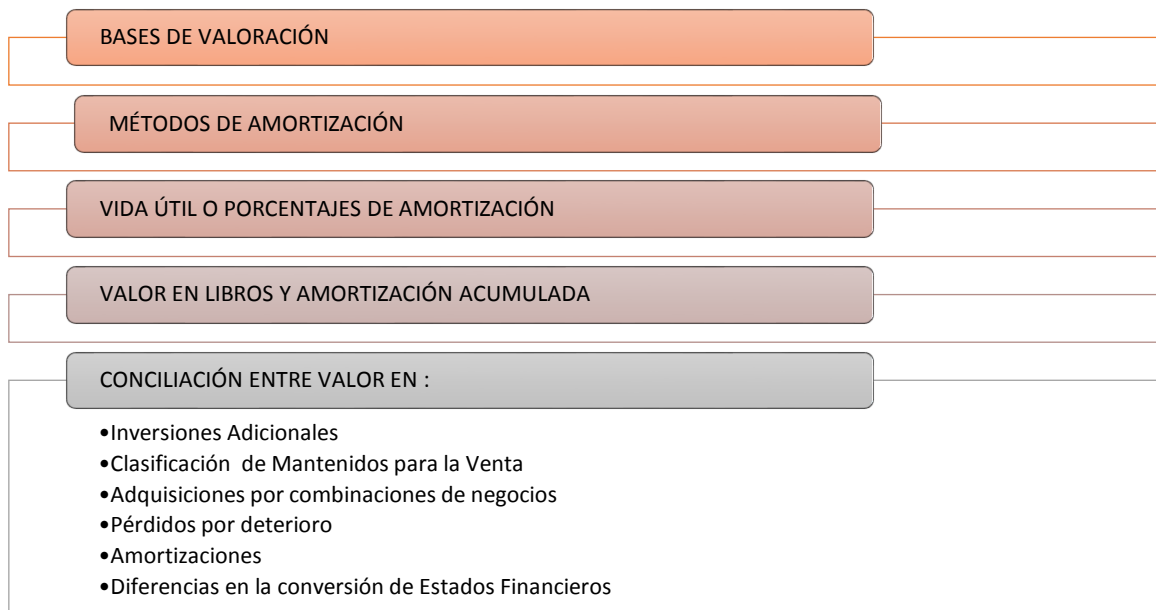 BASES DE VALORACIÓN
MÉTODOS DE AMORTIZACIÓN
VIDA ÚTIL O PORCENTAJES DE AMORTIZACIÓN
VALOR EN LIBROS Y AMORTIZACIÓN ACUMULADA
CONCILIACIÓN ENTRE VALOR EN :
•Inversiones Adicionales
•Clasificación de Mantenidos para la Venta
•Adquisiciones por combinaciones de negocios
•Pérdidos por deterioro
•Amortizaciones
•Diferencias en la conversión de Estados Financieros